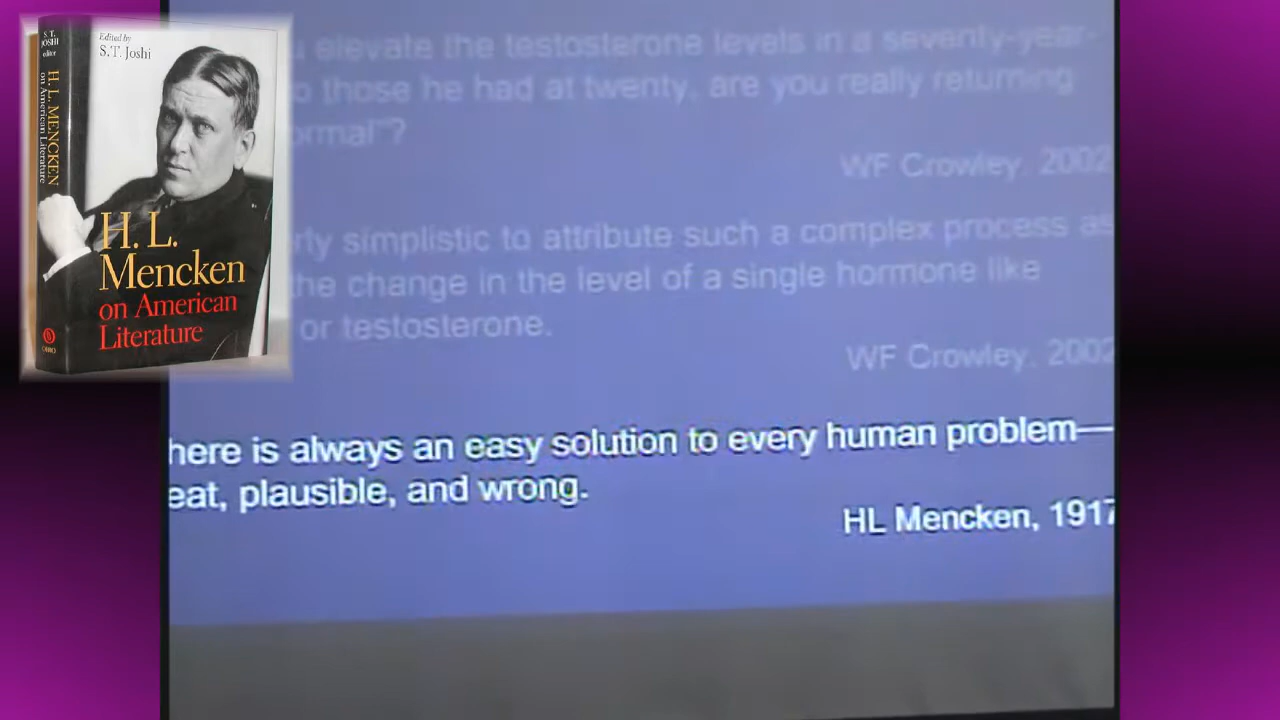 S. T.
JOSHI
editor
H. L. MENCKEN
on American Literature
OHIO
Edited by
S. T. Joshi
H. L.
Mencken
on American
Literature
elevate the testosterone levels in a seventy-year-
o those he had at twenty, are you really returning
ormal"?
WF Crowley, 2002
rly simplistic to attribute such a complex process as
he change in the level of a single hormone like
or testosterone.
WF Crowley, 2002
here is always an easy solution to every human problem—
eat, plausible, and wrong.
HL Mencken, 1917